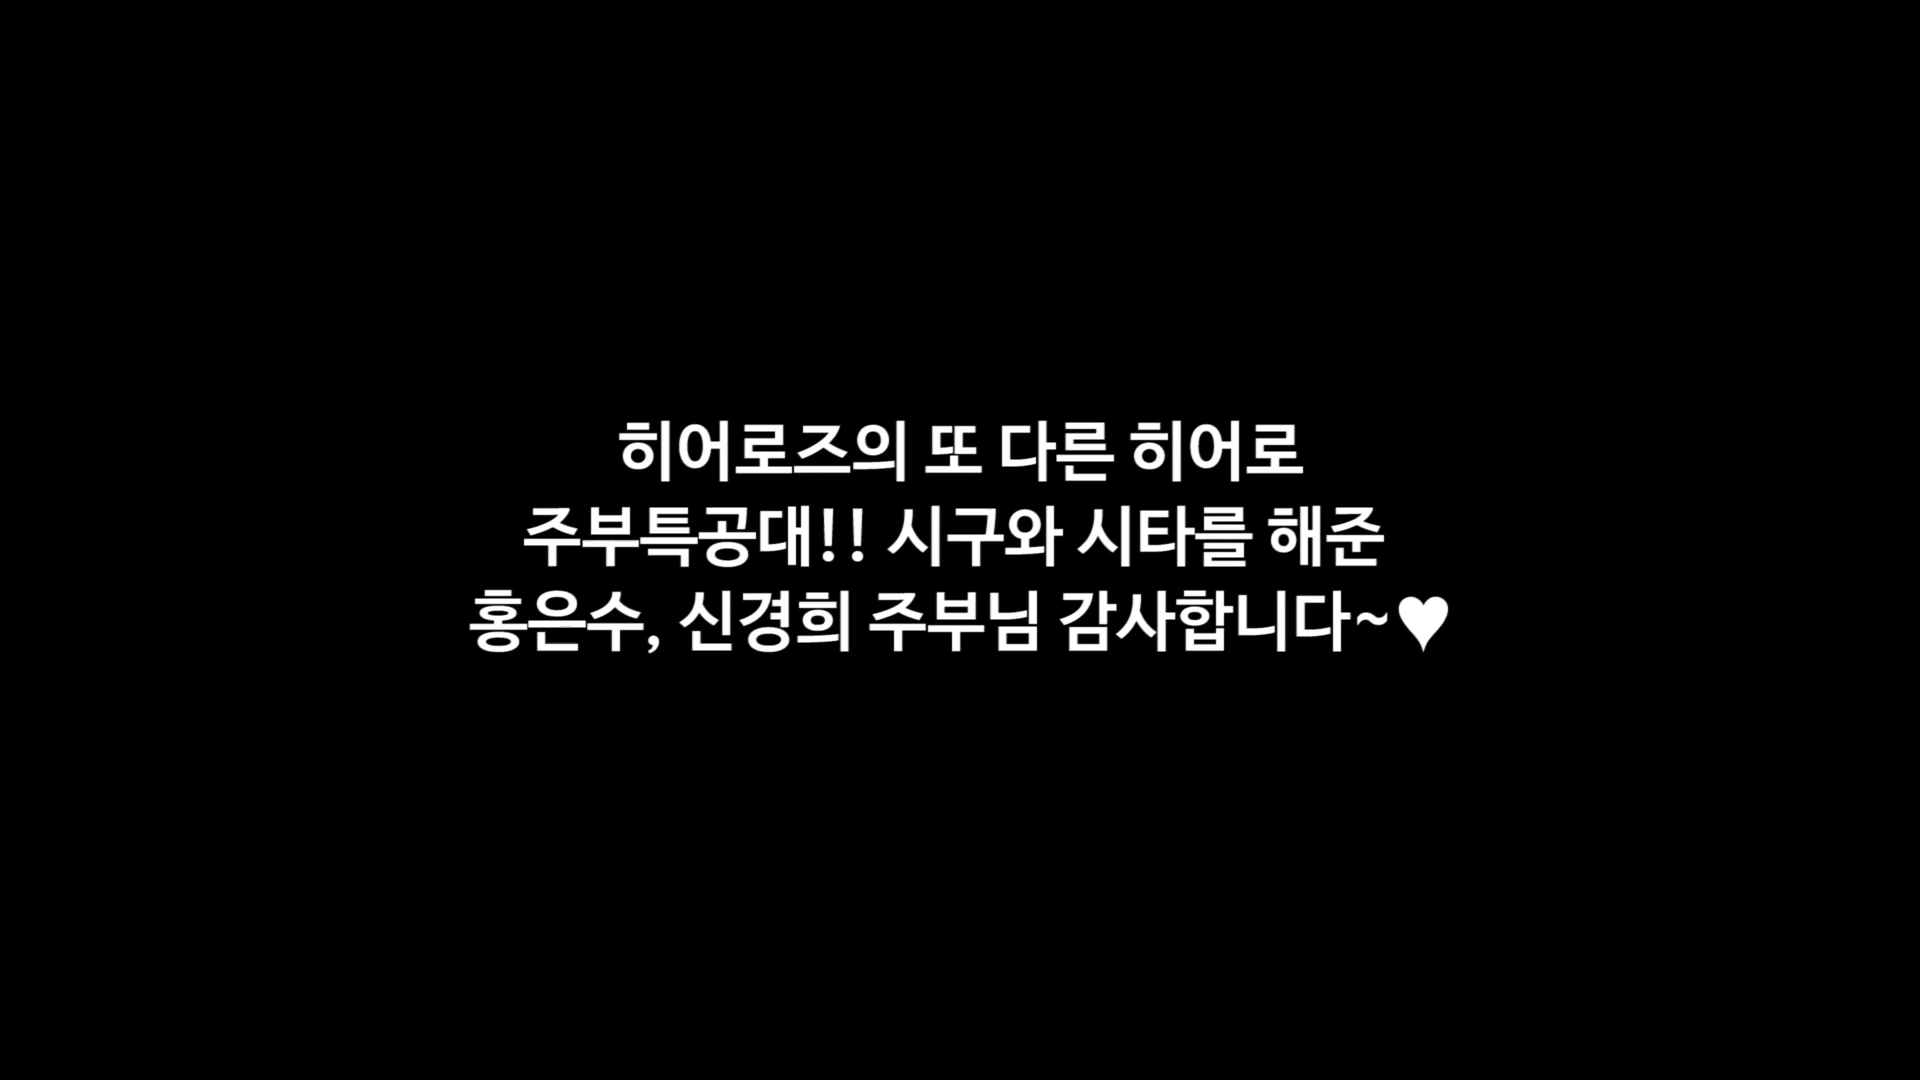 히어로즈의 또 다른 히어로
주부특공대!! 시구와 시타를 해준
홍은수, 신경희 주부님 감사합니다~♥